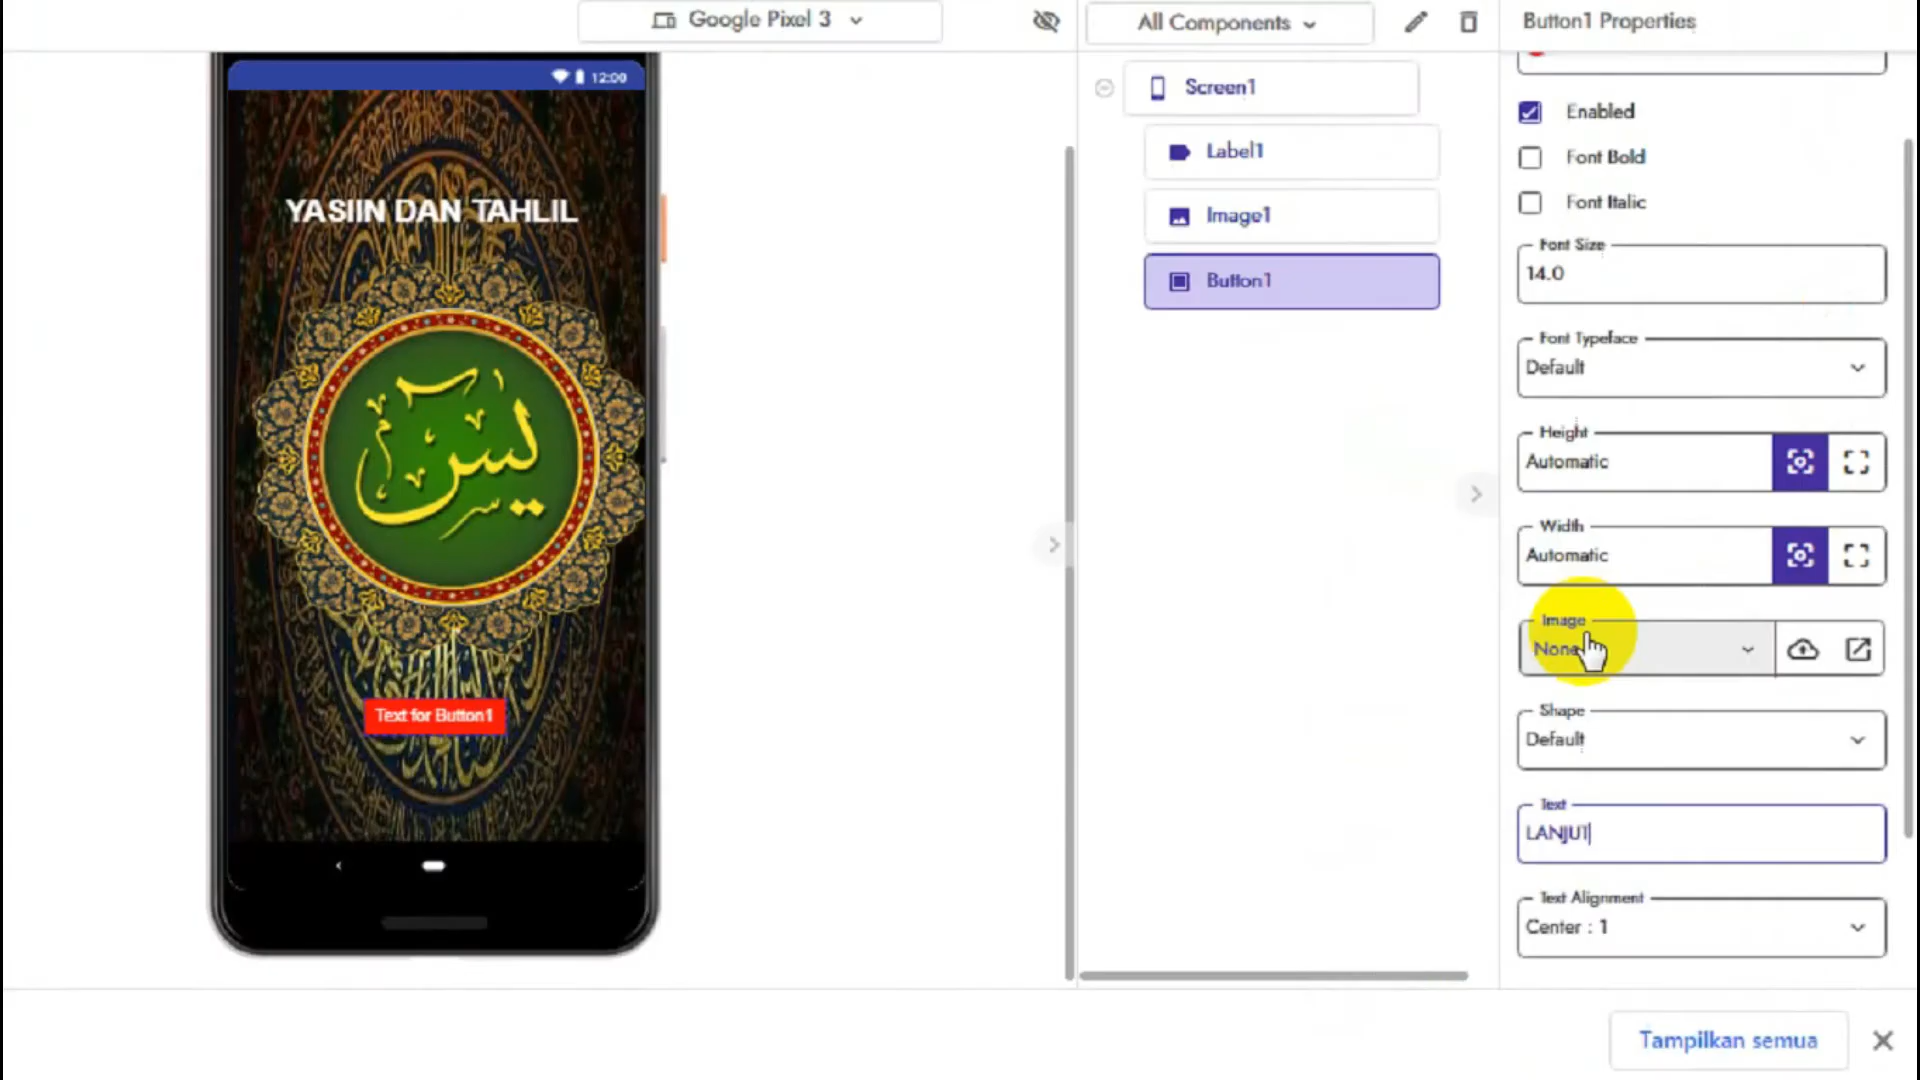 Google Pixel 3
All Components
Button1 Properties
12:00
YASIIN DAN TAHLIL
يس
Text for Button1
Screen1
Label1
Image1
Button1
Enabled
Font Bold
Font Italic
Font Size
14.0
Font Typeface
Default
Height
Automatic
Width
Automatic
Image
None
Shape
Default
Text
LANJUT
Text Alignment
Center : 1
Tampilkan semua